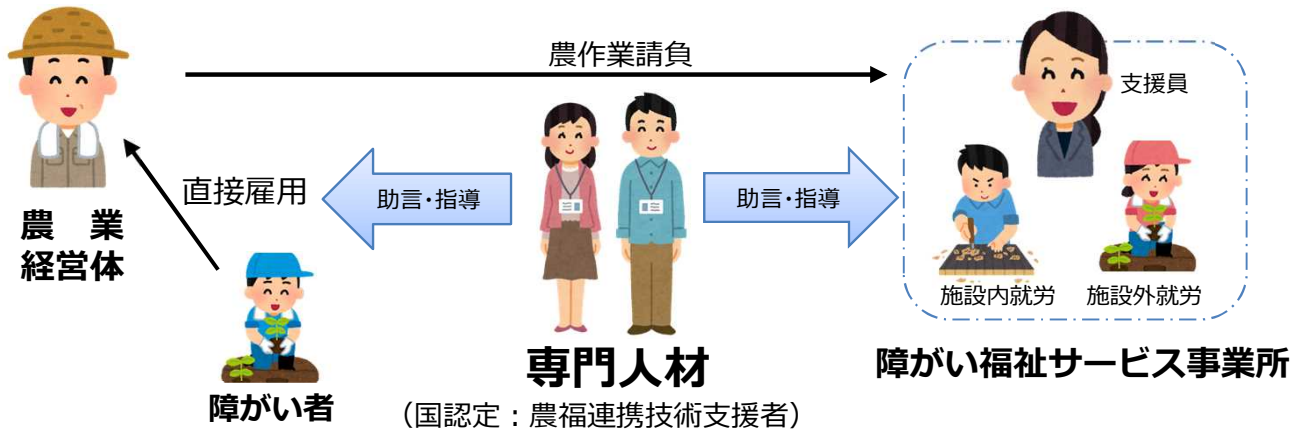 農作業請負
支援員
直接雇用
助言・指導
助言・指導
農　業
経営体
施設内就労
施設外就労
専門人材
障がい福祉サービス事業所
障がい者
（国認定：農福連携技術支援者）